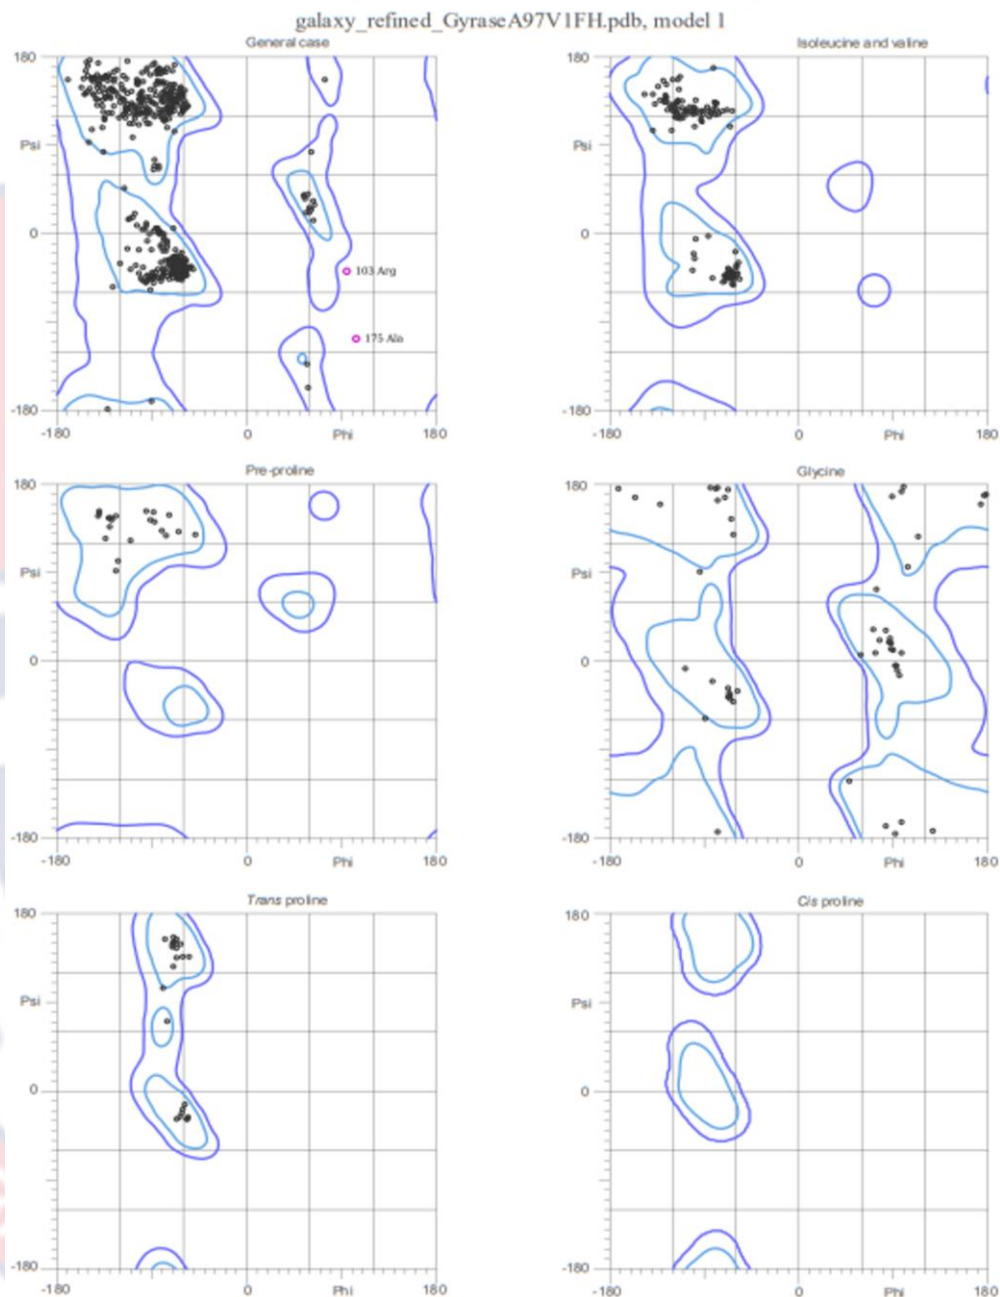 galaxy_refined_GyraseA97V1FH.pdb, model 1
General case
Isoleucine and valine
180
180
Psi
Psi
0
0
103 Arg
175 Ala
-180
-180
-180
0
Phi
180
-180
0
Phi
180
Pre-proline
Glycine
180
180
Psi
Psi
0
0
-180
-180
-180
0
Phi
180
-180
0
Phi
180
Trans proline
Cis proline
180
180
Psi
Psi
0
0
-180
-180
-180
0
Phi
180
-180
0
Phi
180